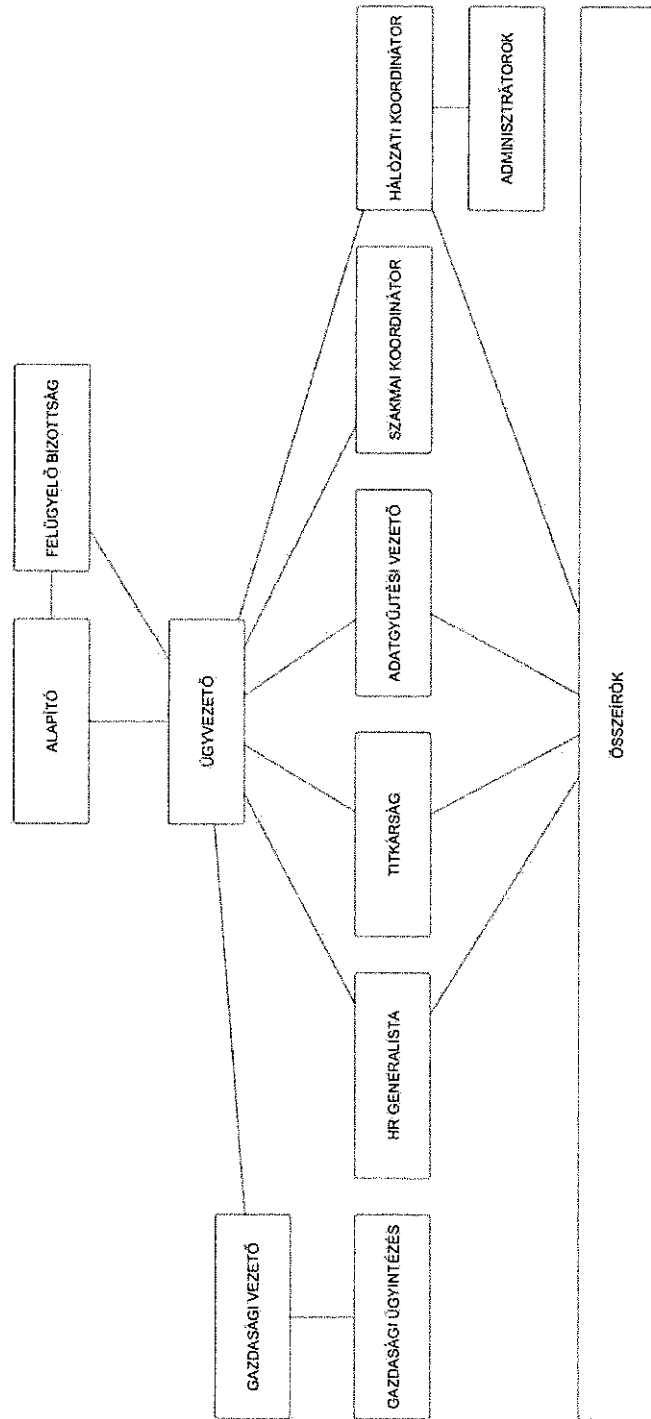 ALAPÍTÓ
FELÜGYELŐ BIZOTTSÁG
ÜGYVEZETŐ
GAZDASÁGI VEZETŐ
GAZDASÁGI ÜGYINTÉZÉS
HR GENERALISTA
TITKÁRSÁG
ADATGYŰJTÉSI VEZETŐ
SZAKMAI KOORDINÁTOR
HÁLÓZATI KOORDINÁTOR
ADMINISZTRÁTOROK
ÖSSZEÍRÓK